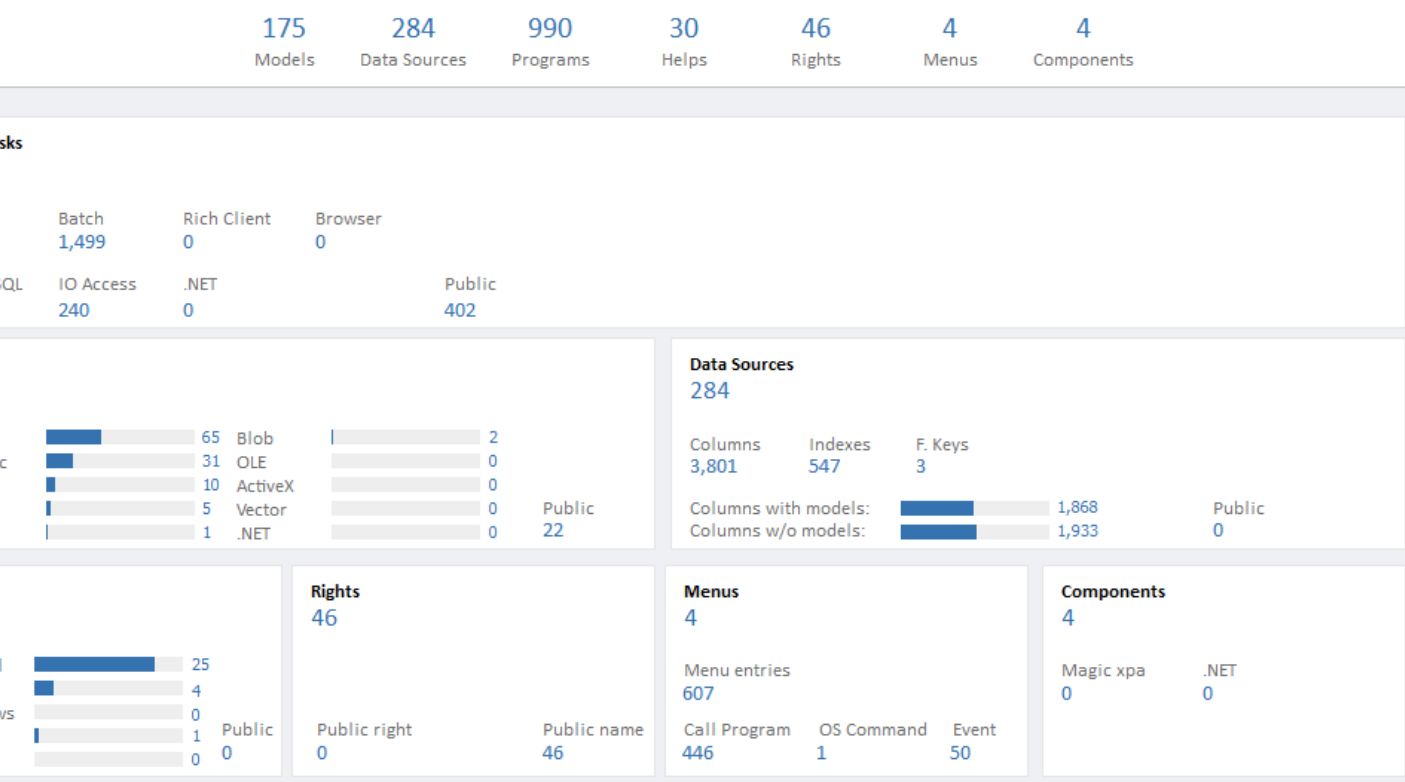 175 284 990 30 46 4 4
Models Data Sources Programs Helps Rights Menus Components
sks
Batch Rich Client Browser
1,499 0 0
SQL IO Access .NET Public
240 0 402
65 Blob 2
c 31 OLE 0
10 ActiveX 0
5 Vector 0 Public
1 .NET 0 22
Data Sources
284
Columns Indexes F. Keys
3,801 547 3
Columns with models: 1,868 Public
Columns w/o models: 1,933 0
25
4
ws 0
1 Public
0 0
Rights
46
Public right Public name
0 46
Menus
4
Menu entries
607
Call Program OS Command Event
446 1 50
Components
4
Magic xpa .NET
0 0